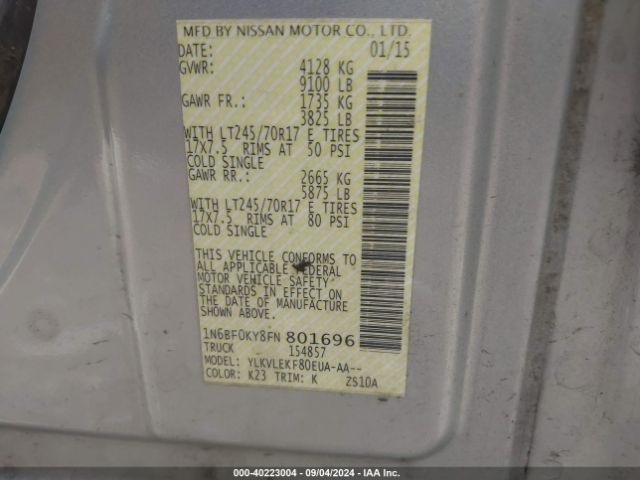 MFD BY NISSAN MOTOR CO., LTD.
DATE: 01/15
GVWR: 4128 KG
9100 LB
GAWR FR.: 1735 KG
3825 LB
WITH LT245/70R17 E TIRES
17X7.5 RIMS AT 50 PSI
COLD SINGLE
GAWR RR.: 2665 KG
5875 LB
WITH LT245/70R17 E TIRES
17X7.5 RIMS AT 80 PSI
COLD SINGLE
THIS VEHICLE CONFORMS TO
ALL APPLICABLE FEDERAL
MOTOR VEHICLE SAFETY
STANDARDS IN EFFECT ON
THE DATE OF MANUFACTURE
SHOWN ABOVE.
1N6BF0KY8FN 801696
TRUCK 154857
MODEL: YLKVLEKF80EUA-AA--
COLOR: K23 TRIM: K ZS10A
000-40223004 - 09/04/2024 - IAA Inc.